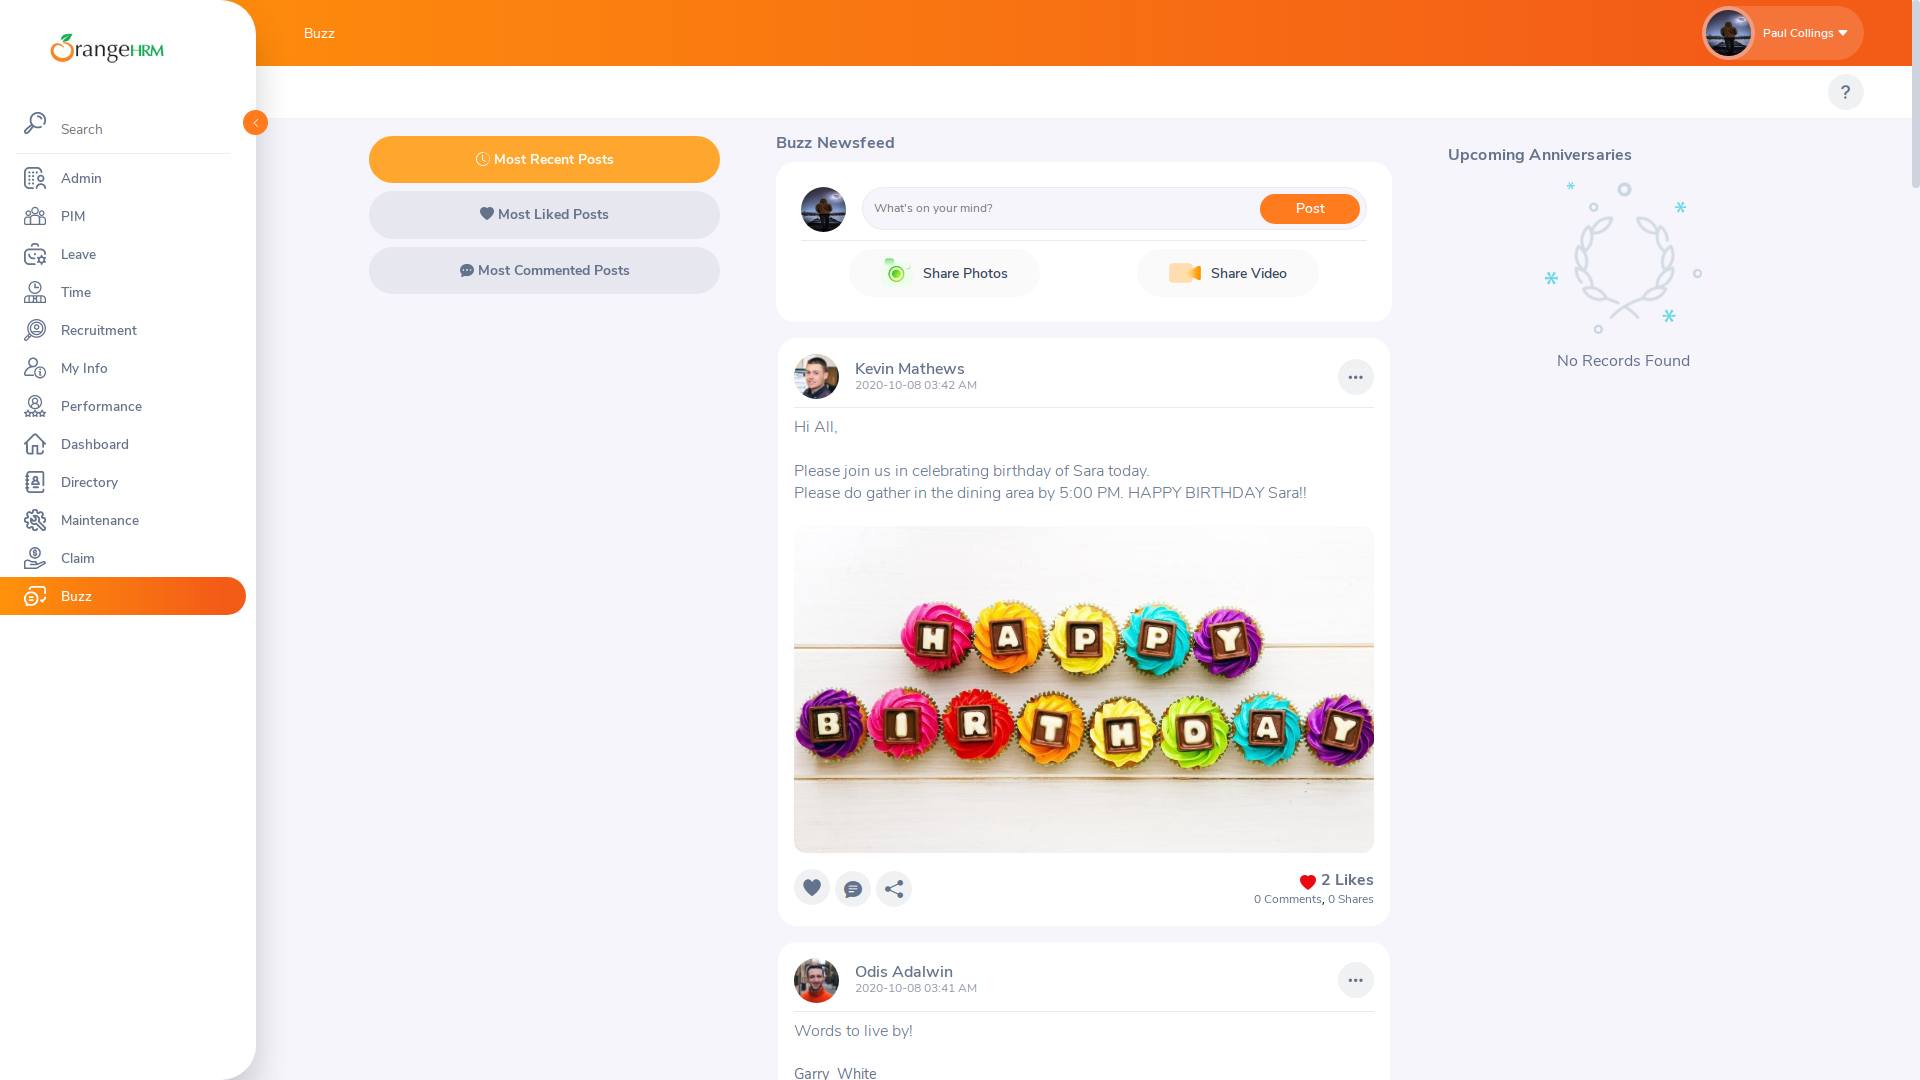 OrangeHRM
Search
Admin
PIM
Leave
Time
Recruitment
My Info
Performance
Dashboard
Directory
Maintenance
Claim
Buzz
Buzz
Paul Collings
?
Most Recent Posts
Most Liked Posts
Most Commented Posts
Buzz Newsfeed
What's on your mind?
Post
Share Photos
Share Video
Kevin Mathews
2020-10-08 03:42 AM
Hi All,
Please join us in celebrating birthday of Sara today.
Please do gather in the dining area by 5:00 PM. HAPPY BIRTHDAY Sara!!
HAPPY
BIRTHDAY
2 Likes
0 Comments, 0 Shares
Odis Adalwin
2020-10-08 03:41 AM
Words to live by!
Garry White
Upcoming Anniversaries
No Records Found